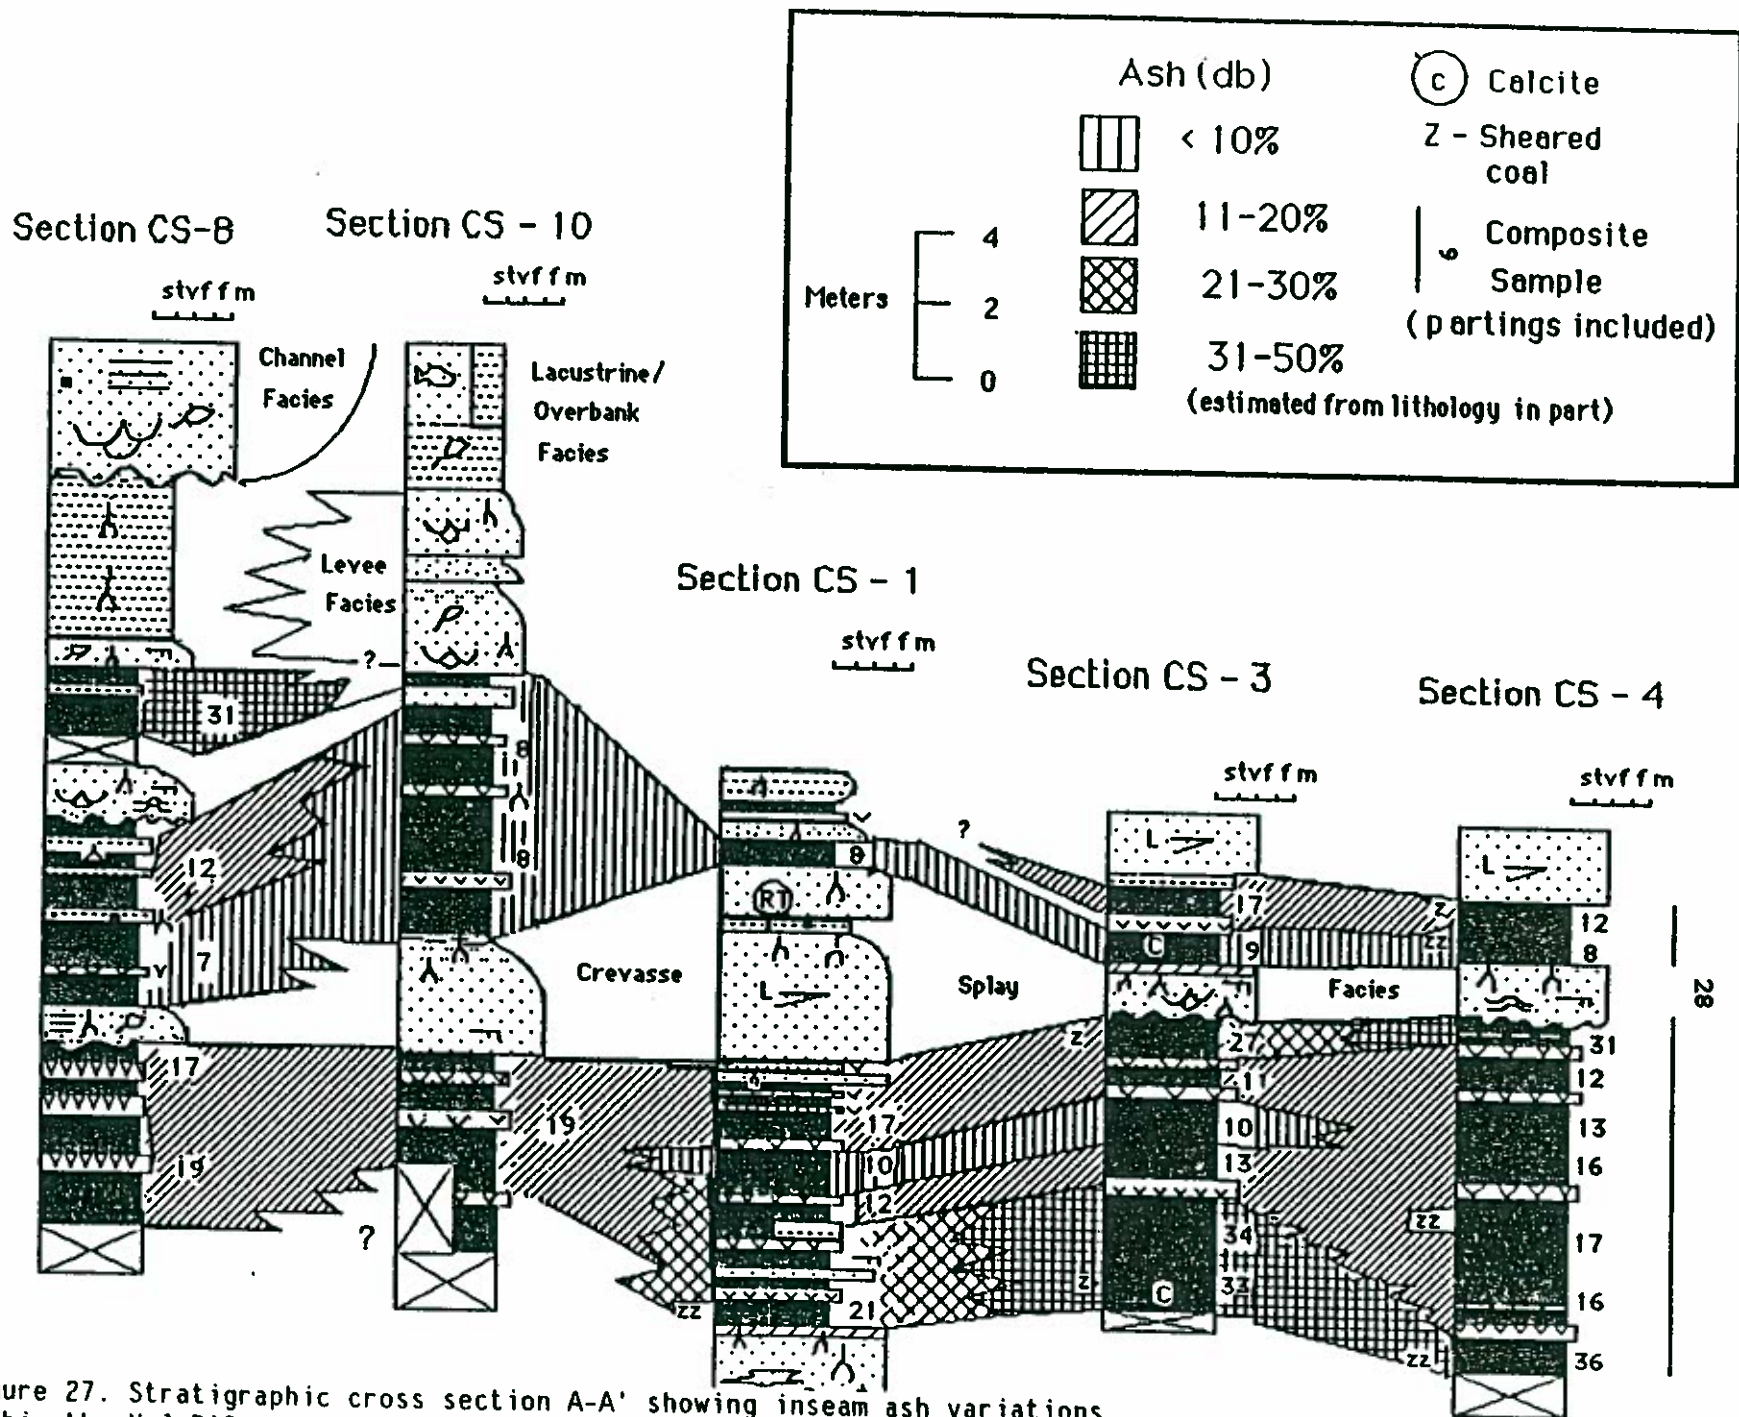 Ash (db)
< 10%
11-20%
21-30%
31-50%
(estimated from lithology in part)
C Calcite
Z - Sheared
coal
9 Composite
Sample
(partings included)
Meters
4
2
0
Section CS-8
stvf f m
Channel
Facies
Section CS - 10
stvf f m
Lacustrine/
Overbank
Facies
Levee
Facies
?
31
12
7
17
19
?
8
8
19
Crevasse
Section CS - 1
stvf f m
8
RT
L
17
10
12
21
zz
?
Splay
Section CS - 3
stvf f m
L
C
17
9
z
27
11
10
13
34
33
z
C
Facies
Section CS - 4
stvf f m
L
z
zz
12
8
28
31
12
13
16
zz
17
16
zz
36
ure 27. Stratigraphic cross section A-A' showing inseam ash variations